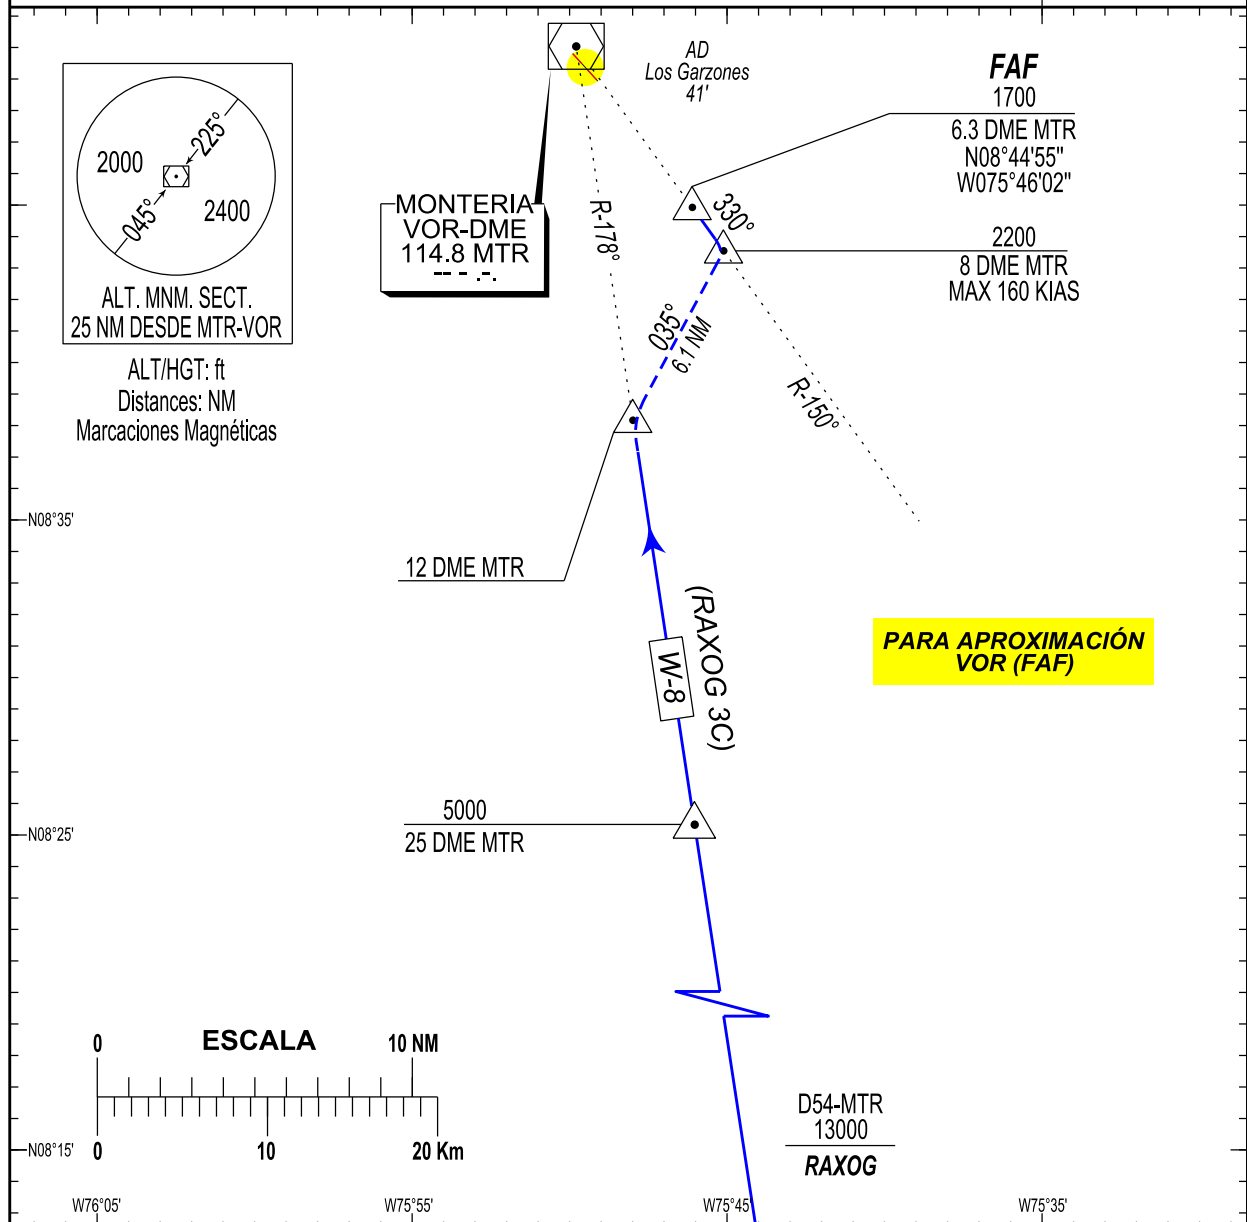 AD
Los Garzones
41'
FAF
1700
6.3 DME MTR
N08°44'55"
W075°46'02"
2000
225°
045°
2400
ALT. MNM. SECT.
25 NM DESDE MTR-VOR
ALT/HGT: ft
Distances: NM
Marcaciones Magnéticas
MONTERIA
VOR-DME
114.8 MTR
-- - .-.
R-178°
330°
2200
8 DME MTR
MAX 160 KIAS
035°
6.1 NM
R-150°
N08°35'
12 DME MTR
(RAXOG 3C)
W-8
PARA APROXIMACIÓN
VOR (FAF)
5000
25 DME MTR
N08°25'
ESCALA
0
10 NM
0
10
20 Km
D54-MTR
13000
RAXOG
N08°15'
W76°05'
W75°55'
W75°45'
W75°35'